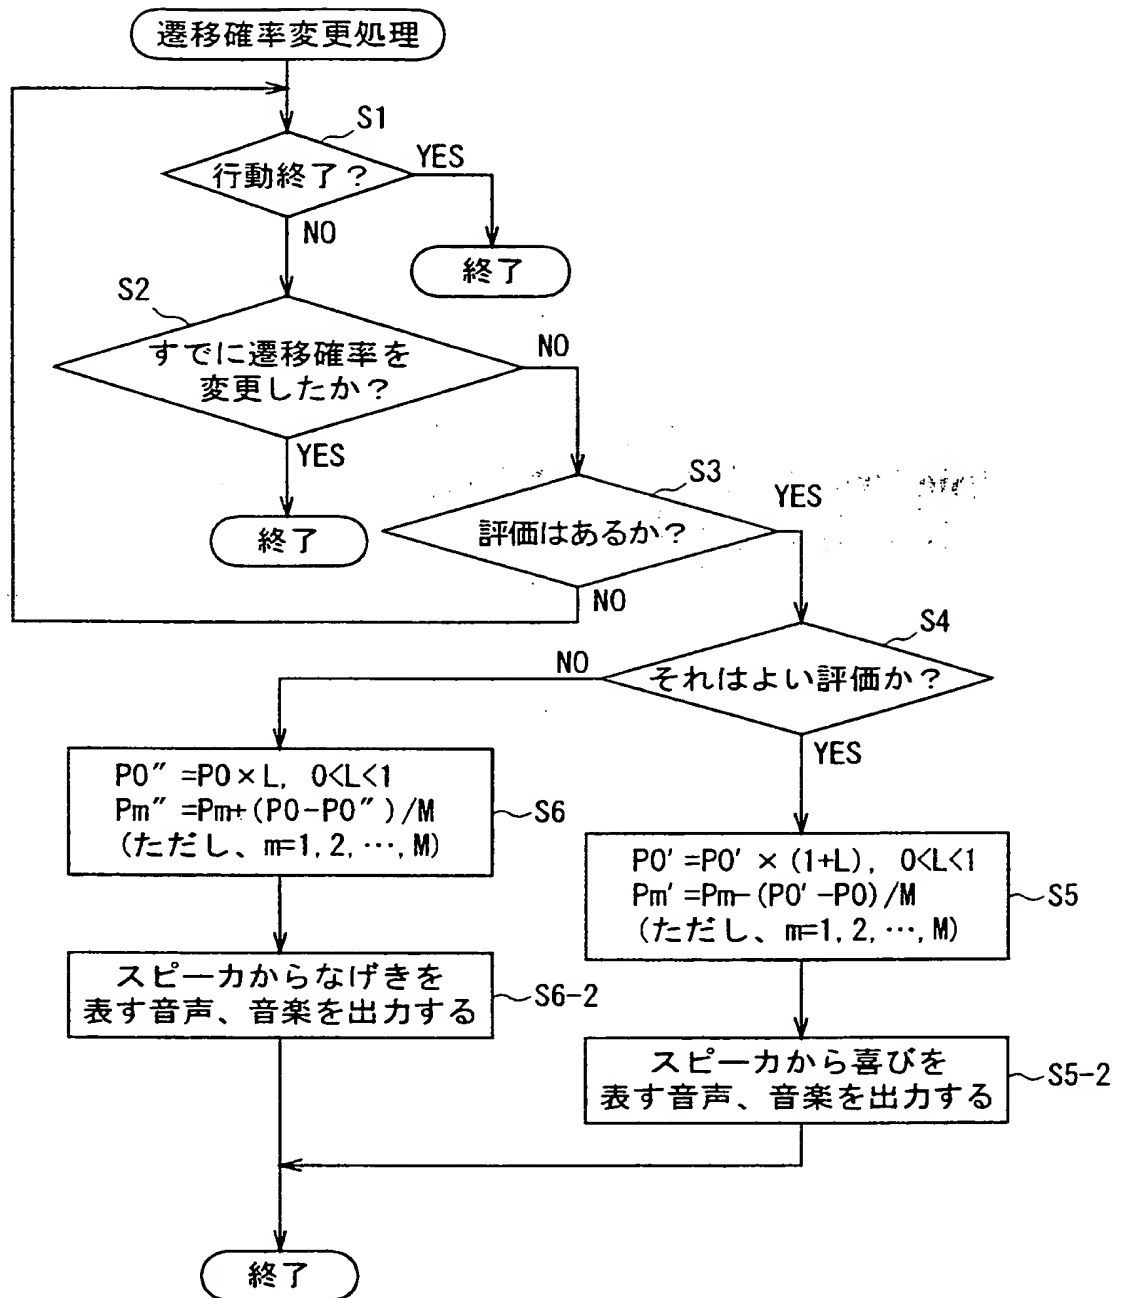 遷移確率変更処理
S1
行動終了？
YES
NO
終了
S2
すでに遷移確率を
変更したか？
NO
YES
終了
S3
評価はあるか？
YES
NO
S4
それはよい評価か？
NO
YES
P0″=P0×L, 0<L<1
Pm″=Pm+(P0-P0″)/M
(ただし、m=1,2,…,M)
S6
P0′=P0′×(1+L), 0<L<1
Pm′=Pm-(P0′-P0)/M
(ただし、m=1,2,…,M)
S5
スピーカからなげきを
表す音声、音楽を出力する
S6-2
スピーカから喜びを
表す音声、音楽を出力する
S5-2
終了